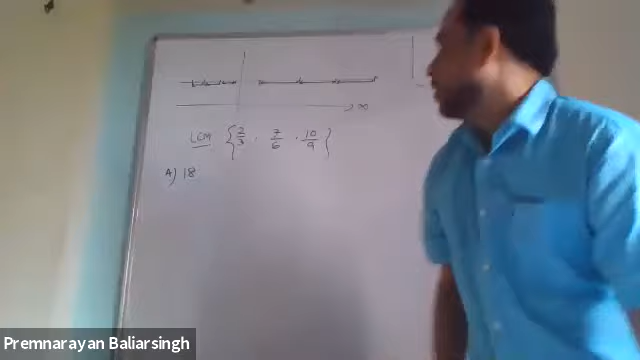 → ∞
LCM { 2/3 , 7/6 , 10/9 }
A) 18
Premnarayan Baliarsingh